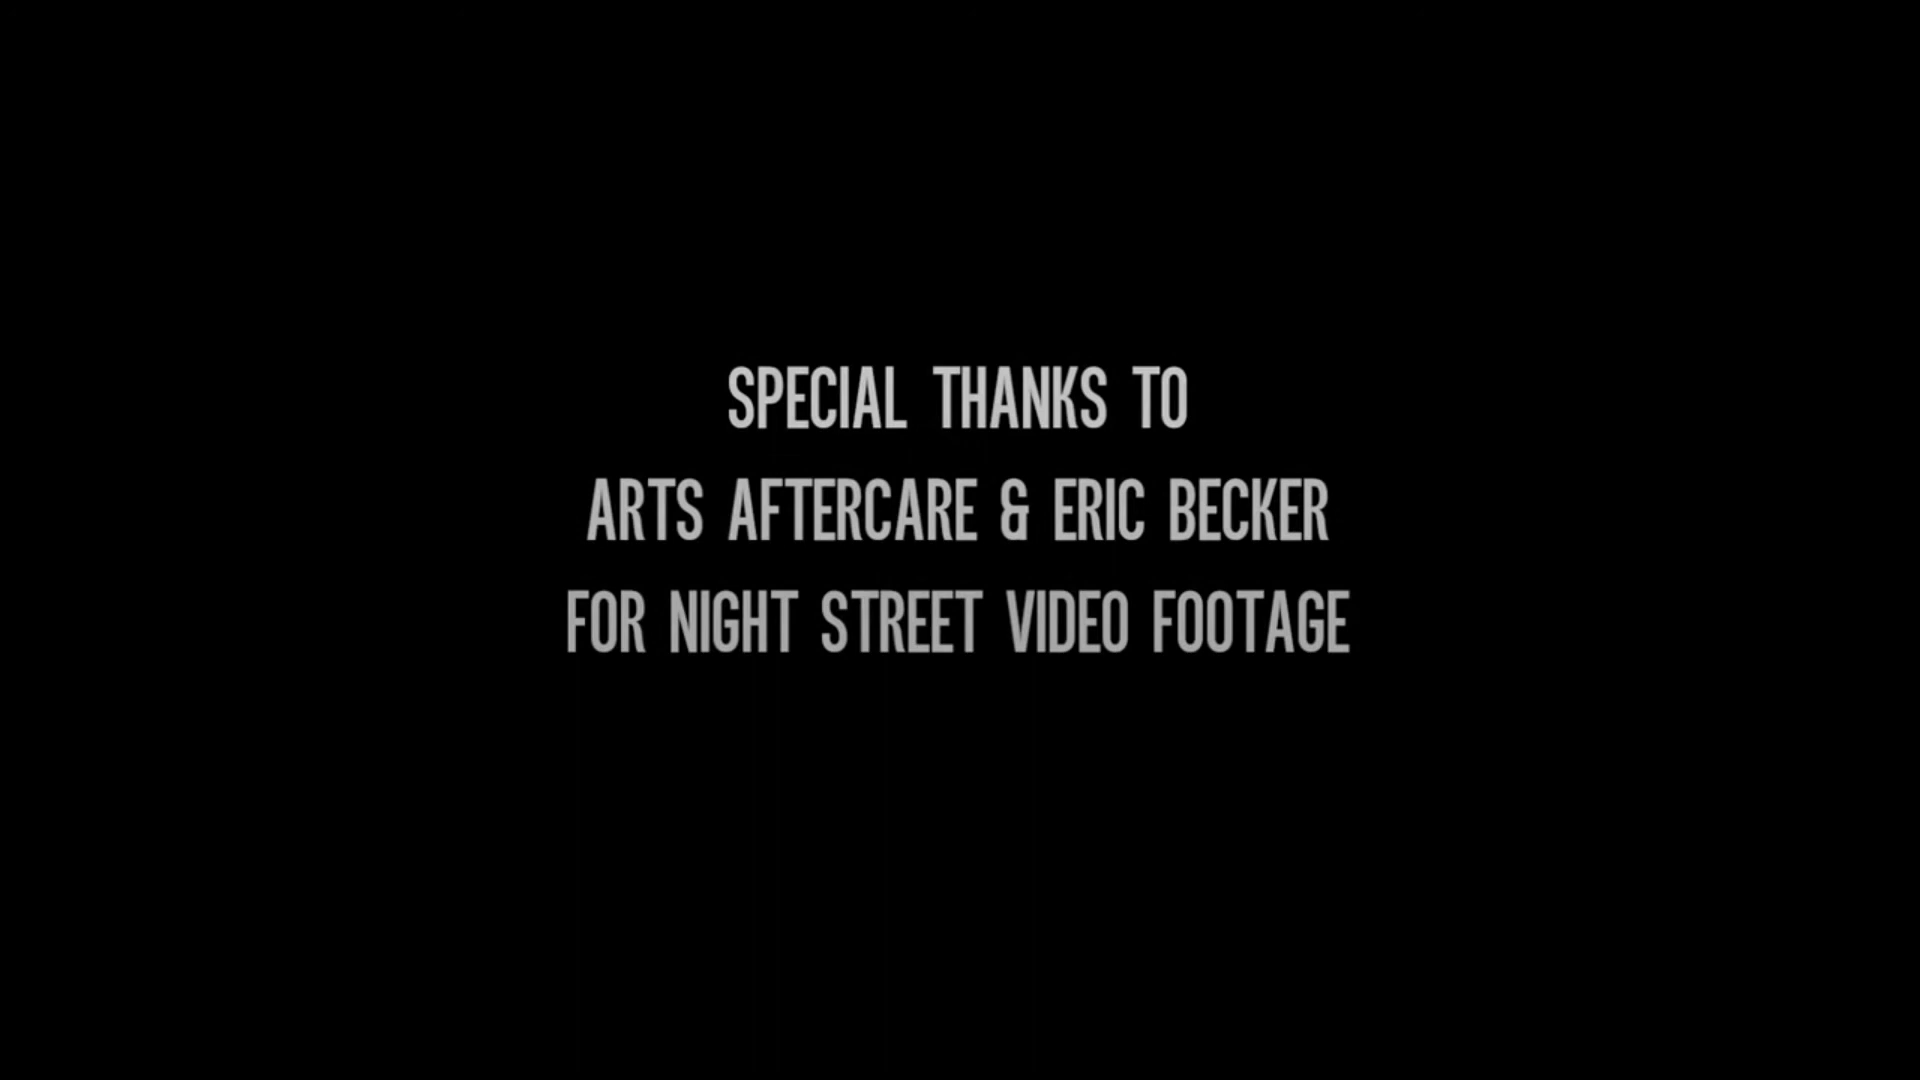 SPECIAL THANKS TO
ARTS AFTERCARE & ERIC BECKER
FOR NIGHT STREET VIDEO FOOTAGE